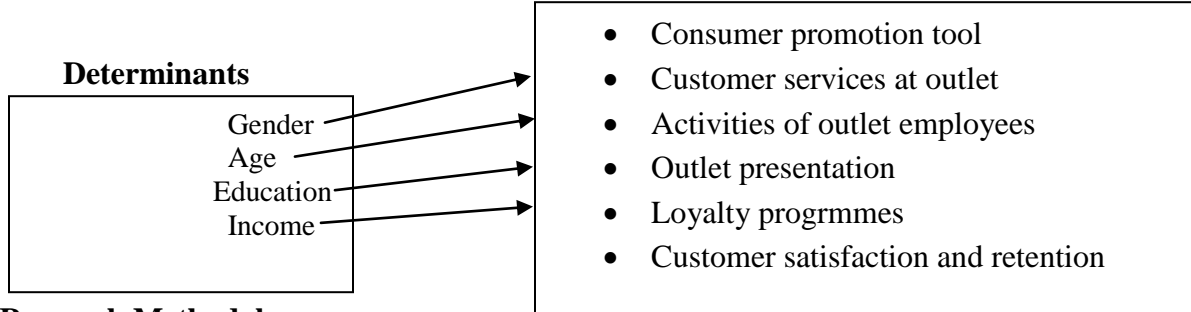 Determinants
Gender
Age
Education
Income
• Consumer promotion tool
• Customer services at outlet
• Activities of outlet employees
• Outlet presentation
• Loyalty progrmmes
• Customer satisfaction and retention